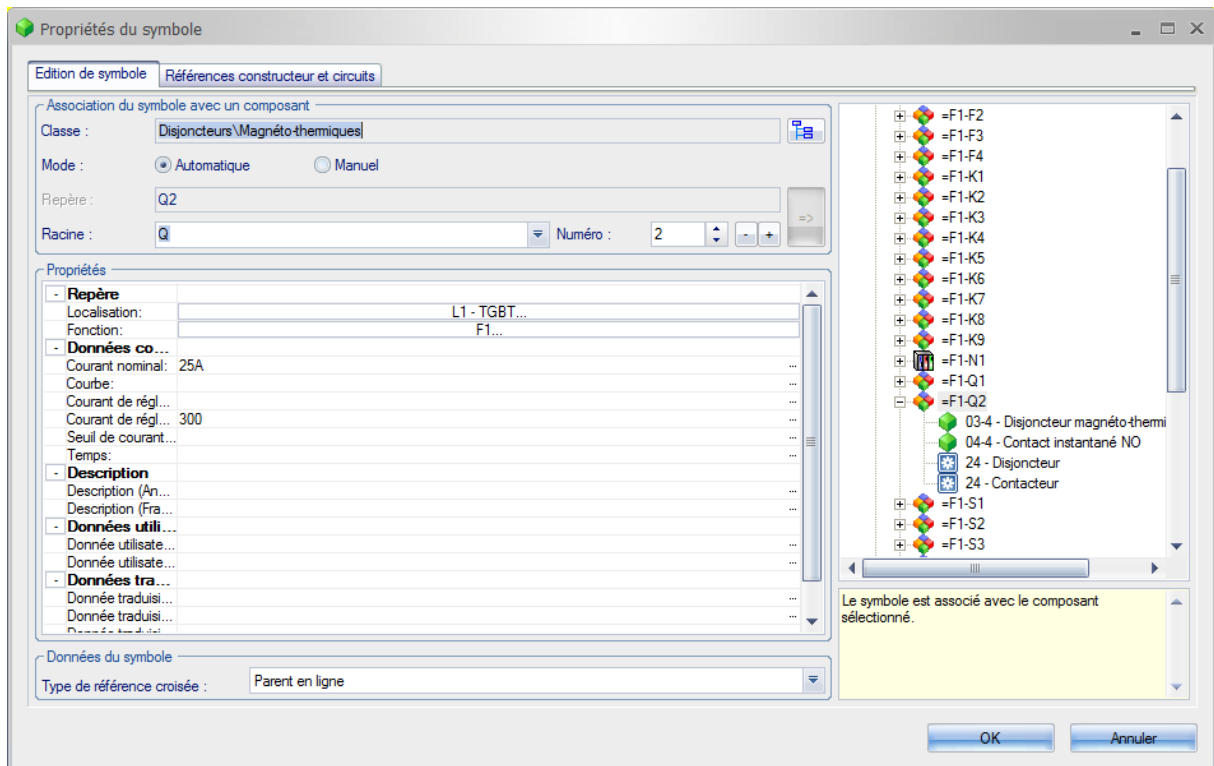 Propriétés du symbole
Edition de symbole
Références constructeur et circuits
Association du symbole avec un composant
Classe :
Disjoncteurs\Magnéto-thermiques
Mode :
Automatique
Manuel
Repère :
Q2
=>
Racine :
Q
Numéro :
2
- +
Propriétés
- Repère
Localisation:
L1 - TGBT...
Fonction:
F1...
- Données co...
Courant nominal: 25A ...
Courbe: ...
Courant de régl... ...
Courant de régl... 300 ...
Seuil de courant... ...
Temps: ...
- Description
Description (An... ...
Description (Fra... ...
- Données utili...
Donnée utilisate... ...
Donnée utilisate... ...
- Données tra...
Donnée traduisi... ...
Donnée traduisi... ...
Données du symbole
Type de référence croisée :
Parent en ligne
=F1-F2
=F1-F3
=F1-F4
=F1-K1
=F1-K2
=F1-K3
=F1-K4
=F1-K5
=F1-K6
=F1-K7
=F1-K8
=F1-K9
=F1-N1
=F1-Q1
=F1-Q2
03-4 - Disjoncteur magnéto-thermi
04-4 - Contact instantané NO
24 - Disjoncteur
24 - Contacteur
=F1-S1
=F1-S2
=F1-S3
Le symbole est associé avec le composant
sélectionné.
OK
Annuler